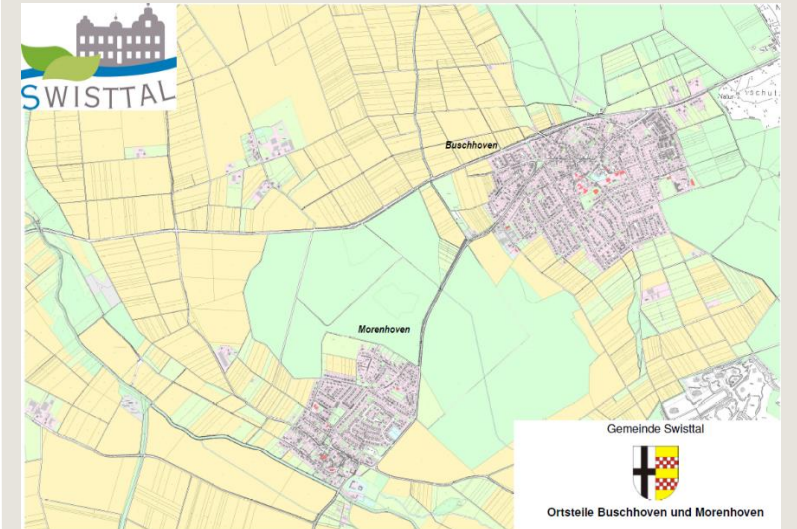 SWISTTAL
Buschhoven
Morenhoven
Gemeinde Swisttal
Ortsteile Buschhoven und Morenhoven